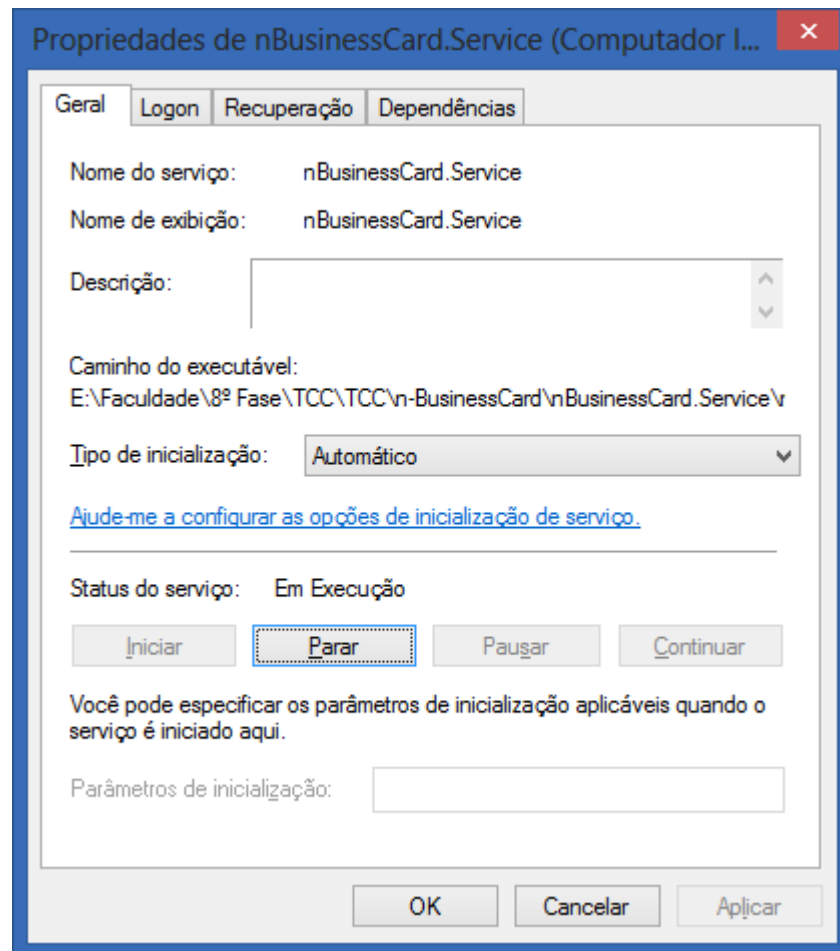 Propriedades de nBusinessCard.Service (Computador l...
Geral
Logon
Recuperação
Dependências
Nome do serviço: nBusinessCard.Service
Nome de exibição: nBusinessCard.Service
Descrição:
Caminho do executável:
E:\Faculdade\8º Fase\TCC\TCC\n-BusinessCard\nBusinessCard.Service\
Tipo de inicialização: Automático
Ajude-me a configurar as opções de inicialização de serviço.
Status do serviço: Em Execução
Iniciar
Parar
Pausar
Continuar
Você pode especificar os parâmetros de inicialização aplicáveis quando o
serviço é iniciado aqui.
Parâmetros de inicialização:
OK
Cancelar
Aplicar